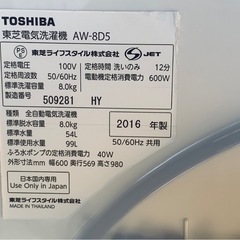 TOSHIBA
東芝電気洗濯機 AW-8D5
PS
E
東芝ライフスタイル株式会社
JET
定格電圧 100V 定格洗濯時間 洗いのみ 12分
定格周波数 50/60Hz 電動機定格消費電力 600W
標準洗濯容量 8.0kg
製造番号 509281 HY
種類 全自動電気洗濯機
標準脱水容量 8.0kg
標準水量 54L
標準使用水量 99L
2016 年製
50/60Hz 共用
ふろ水ポンプの定格消費電力 40W
外形寸法mm 幅600 奥行569 高さ980
日本国内専用
Use Only in Japan
東芝ライフスタイル株式会社
MADE IN THAILAND